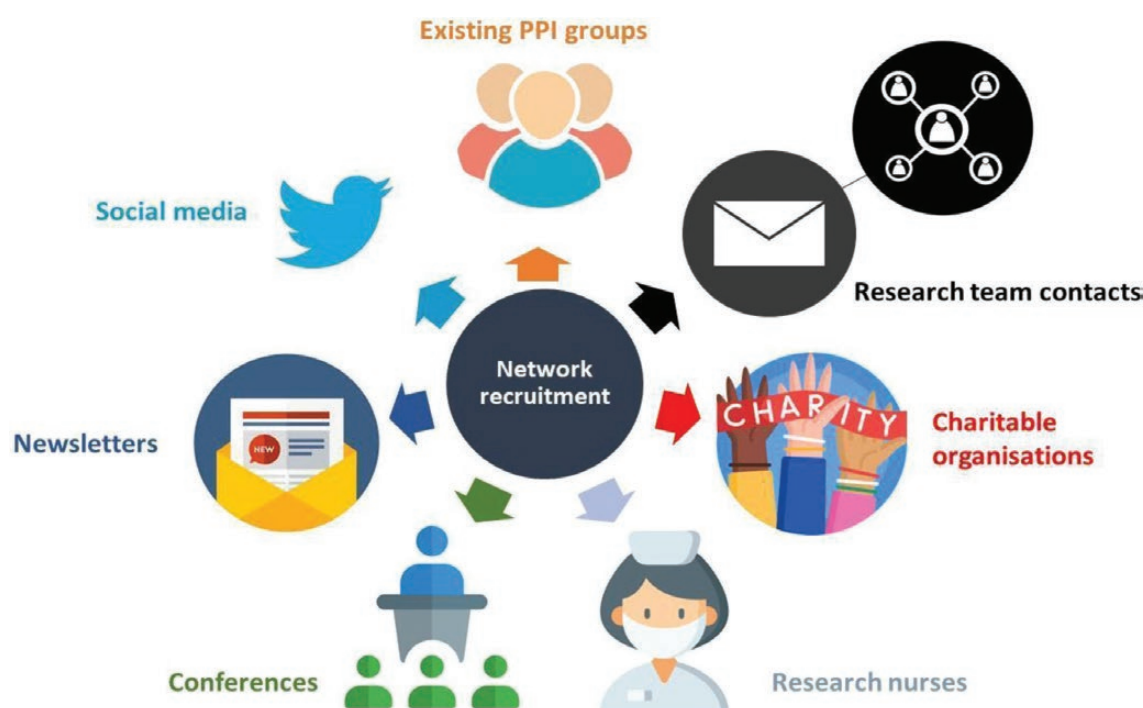 Existing PPI groups
Social media
Research team contacts
Network
recruitment
Newsletters
NEW
CHARITY
Charitable
organisations
Conferences
Research nurses